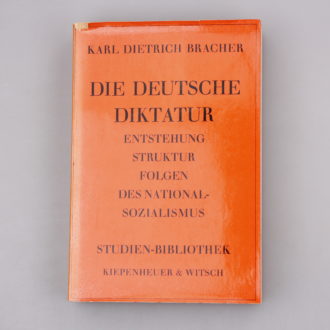 KARL DIETRICH BRACHER
DIE DEUTSCHE
DIKTATUR
ENTSTEHUNG
STRUKTUR
FOLGEN
DES NATIONAL-
SOZIALISMUS
STUDIEN-BIBLIOTHEK
KIEPENHEUER & WITSCH